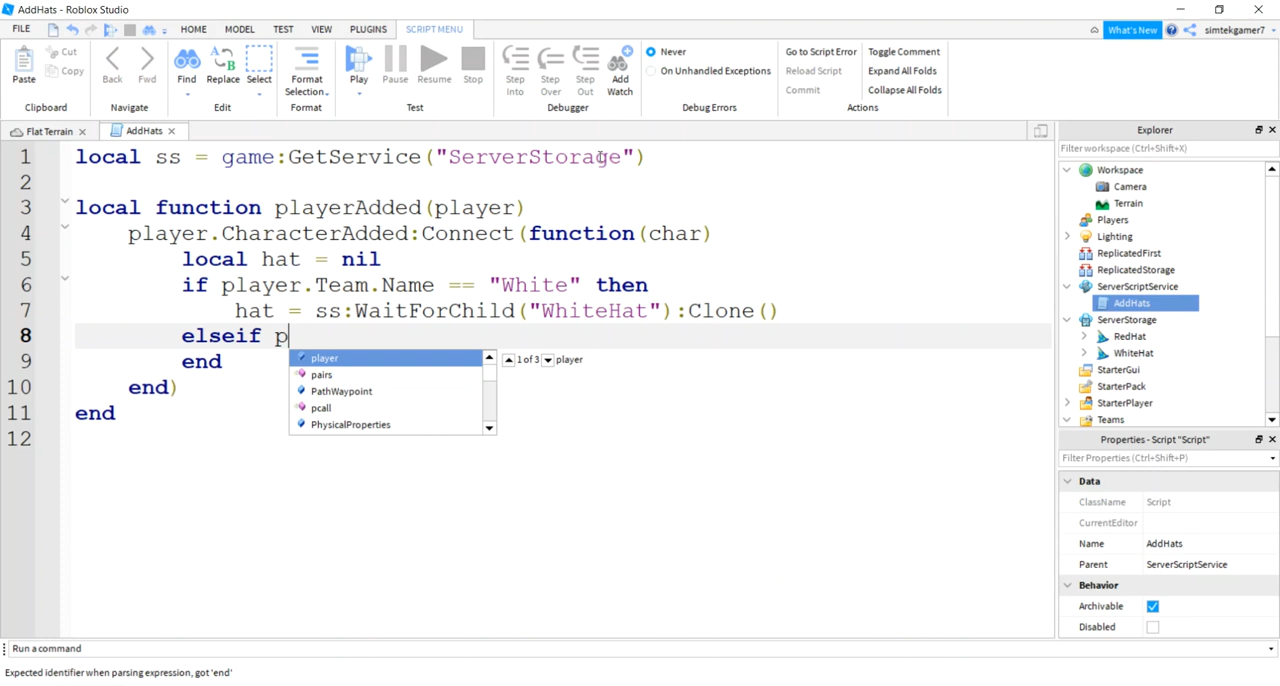 AddHats - Roblox Studio
FILE HOME MODEL TEST VIEW PLUGINS SCRIPT MENU What's New simtekgamer7
Paste Cut Copy Back Fwd Find Replace Select Format Selection Play Pause Resume Stop Step Into Step Over Step Out Add Watch Never On Unhandled Exceptions Go to Script Error Reload Script Commit Toggle Comment Expand All Folds Collapse All Folds
Clipboard Navigate Edit Format Test Debugger Debug Errors Actions
Flat Terrain AddHats
1 local ss = game:GetService("ServerStorage")
2
3 local function playerAdded(player)
4 player.CharacterAdded:Connect(function(char)
5 local hat = nil
6 if player.Team.Name == "White" then
7 hat = ss:WaitForChild("WhiteHat"):Clone()
8 elseif p
9 end
10 end)
11 end
12
player
pairs
PathWaypoint
pcall
PhysicalProperties
1 of 3 player
Explorer
Filter workspace (Ctrl+Shift+X)
Workspace
Camera
Terrain
Players
Lighting
ReplicatedFirst
ReplicatedStorage
ServerScriptService
AddHats
ServerStorage
RedHat
WhiteHat
StarterGui
StarterPack
StarterPlayer
Teams
Properties - Script "Script"
Filter Properties (Ctrl+Shift+P)
Data
ClassName Script
CurrentEditor
Name AddHats
Parent ServerScriptService
Behavior
Archivable
Disabled
Run a command
Expected identifier when parsing expression, got 'end'